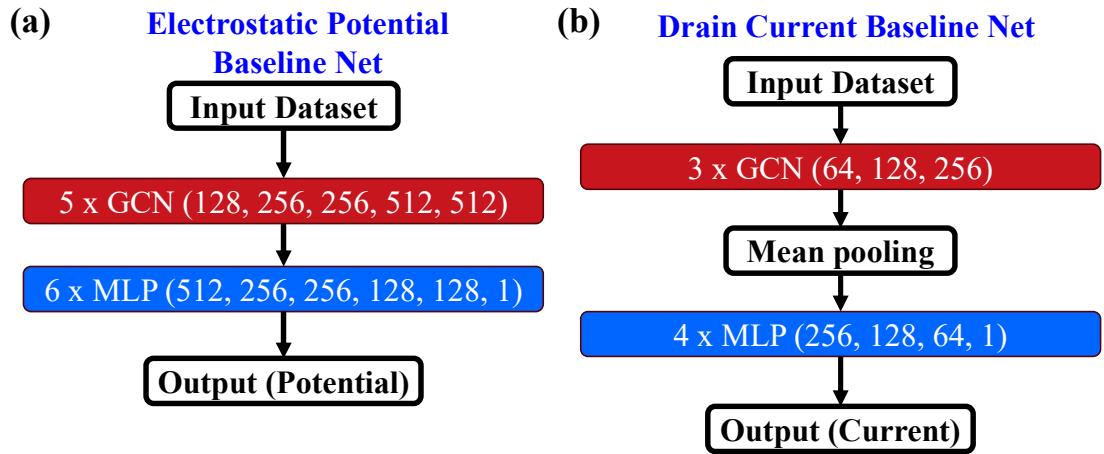 (a)
Electrostatic Potential
Baseline Net
Input Dataset
5 x GCN (128, 256, 256, 512, 512)
6 x MLP (512, 256, 256, 128, 128, 1)
Output (Potential)
(b)
Drain Current Baseline Net
Input Dataset
3 x GCN (64, 128, 256)
Mean pooling
4 x MLP (256, 128, 64, 1)
Output (Current)